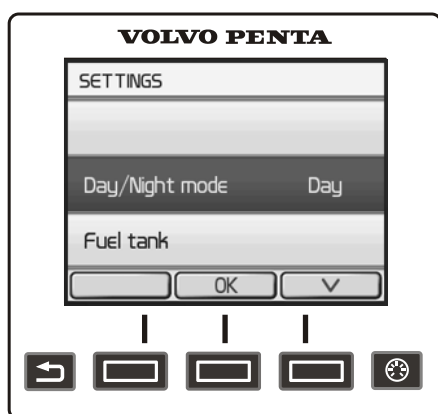 VOLVO PENTA
SETTINGS
Day/Night mode Day
Fuel tank
OK